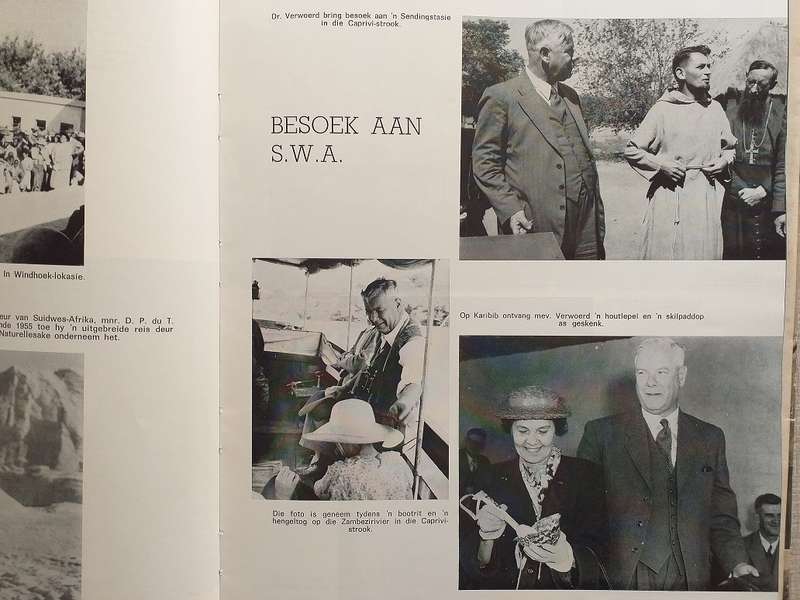 In Windhoek-lokasie.
eur van Suidwes-Afrika, mnr. D. P. du T.
nde 1955 toe hy 'n uitgebreide reis deur
Naturellesake onderneem het.
Dr. Verwoerd bring besoek aan 'n Sendingstasie
in die Caprivi-strook.
BESOEK AAN
S.W.A.
Die foto is geneem tydens 'n bootrit en 'n
hengeltog op die Zambezirivier in die Caprivi-
strook.
Op Karibib ontvang mev. Verwoerd 'n houtlepel en 'n skilpaddop
as geskenk.